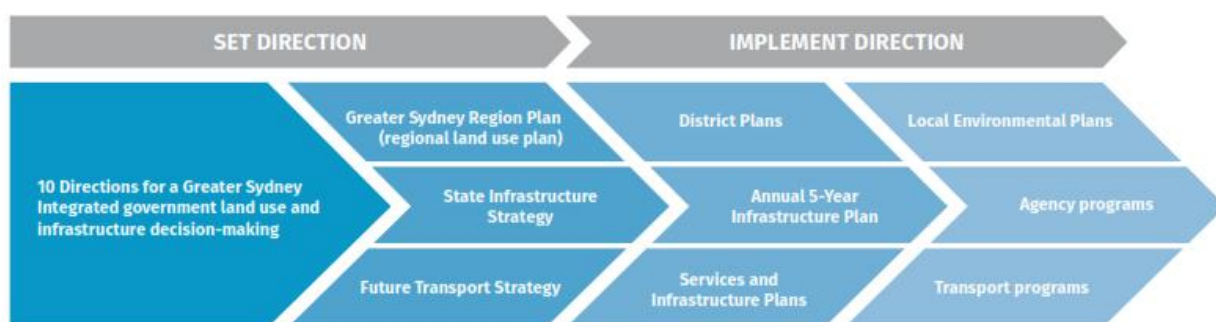 SET DIRECTION
IMPLEMENT DIRECTION
10 Directions for a Greater Sydney
Integrated government land use and
infrastructure decision-making
Greater Sydney Region Plan
(regional land use plan)
District Plans
Local Environmental Plans
State Infrastructure
Strategy
Annual 5-Year
Infrastructure Plan
Agency programs
Future Transport Strategy
Services and
Infrastructure Plans
Transport programs